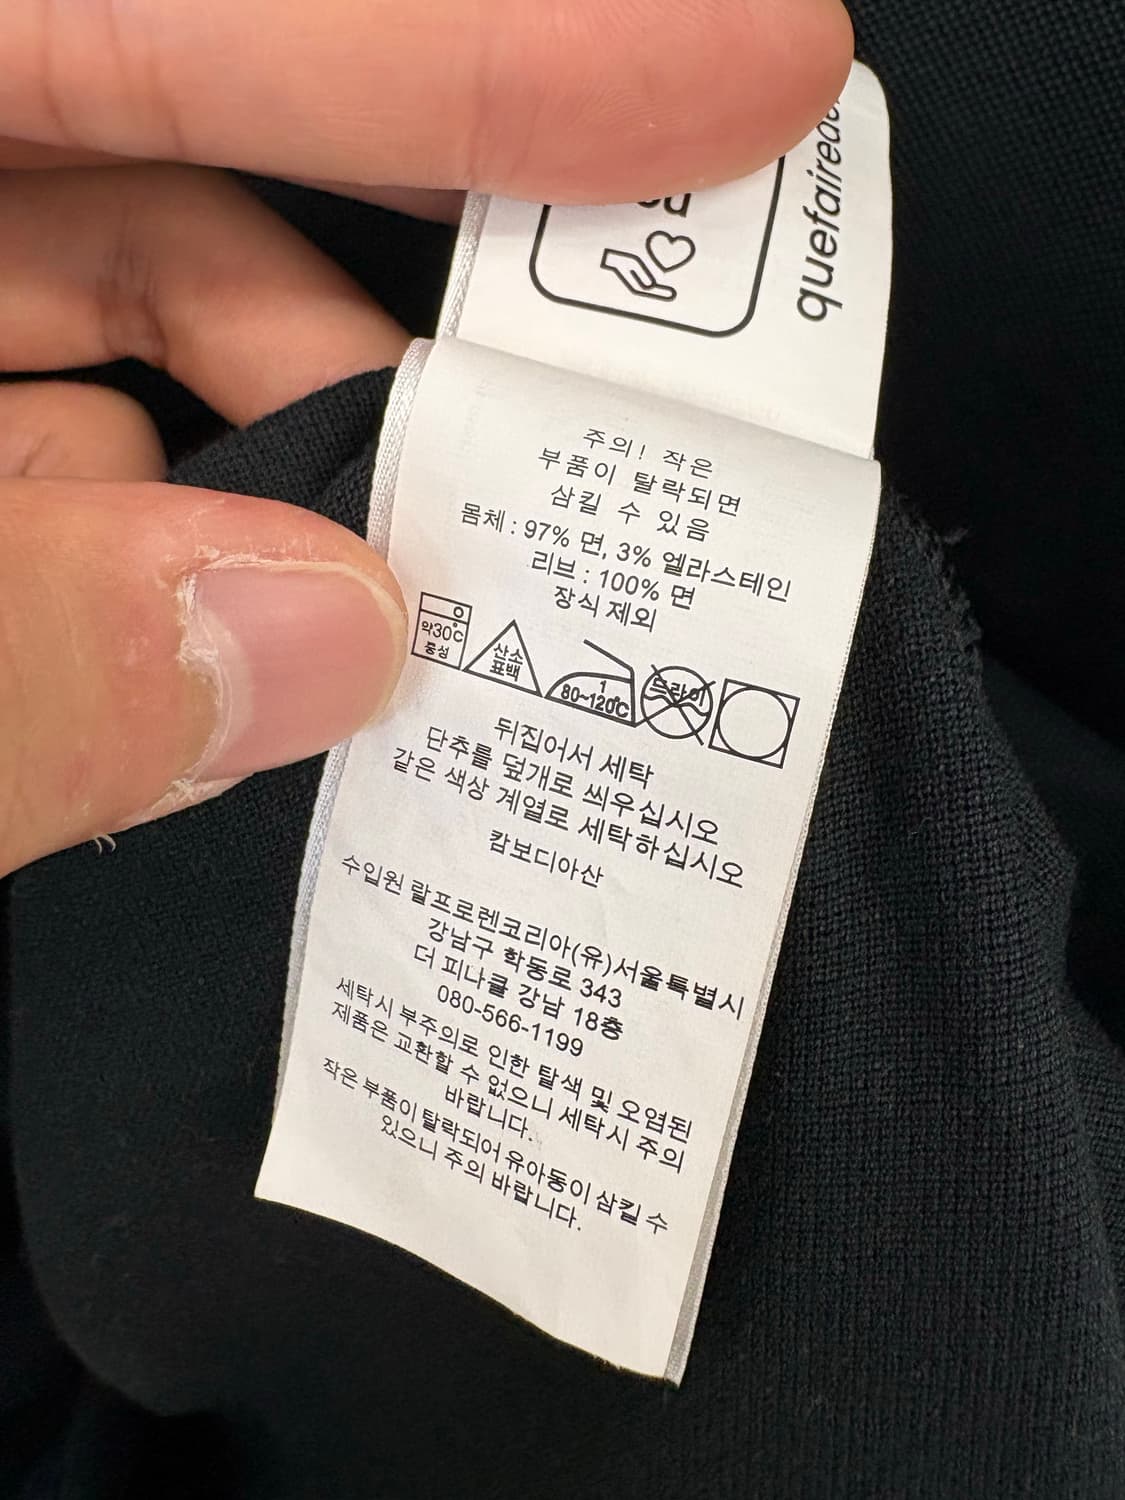 주의! 작은
부품이 탈락되면
삼킬 수 있음
몸체 : 97% 면, 3% 엘라스테인
리브 : 100% 면
장식 제외
약30℃
중성
산소
표백
1
80~120℃
드라이
뒤집어서 세탁
단추를 덮개로 씌우십시오
같은 색상 계열로 세탁하십시오
캄보디아산
수입원 랄프로렌코리아(유)서울특별시
강남구 학동로 343
더 피나클 강남 18층
080-566-1199
세탁시 부주의로 인한 탈색 및 오염된
제품은 교환할 수 없으니 세탁시 주의
바랍니다.
작은 부품이 탈락되어 유아동이 삼킬 수
있으니 주의 바랍니다.